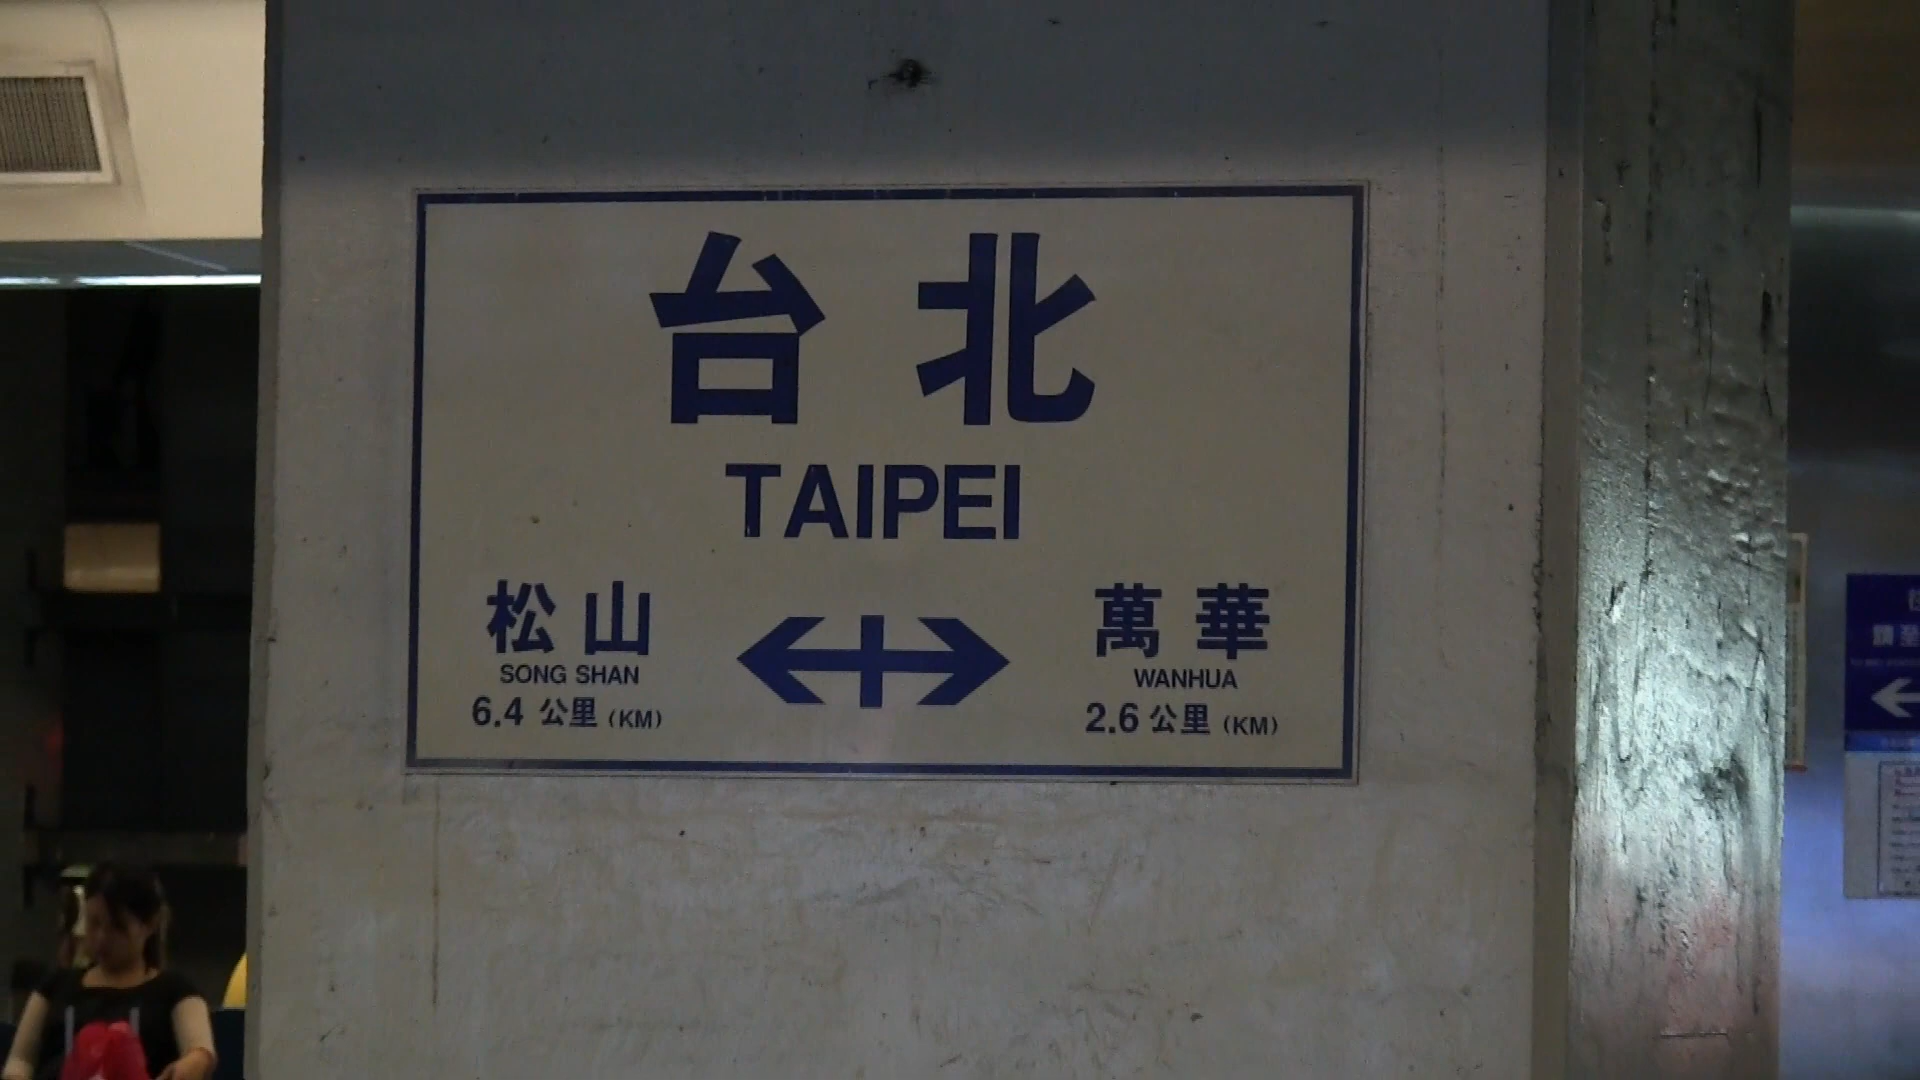 台北
TAIPEI
松山
SONG SHAN
6.4 公里 (KM)
萬華
WANHUA
2.6 公里 (KM)